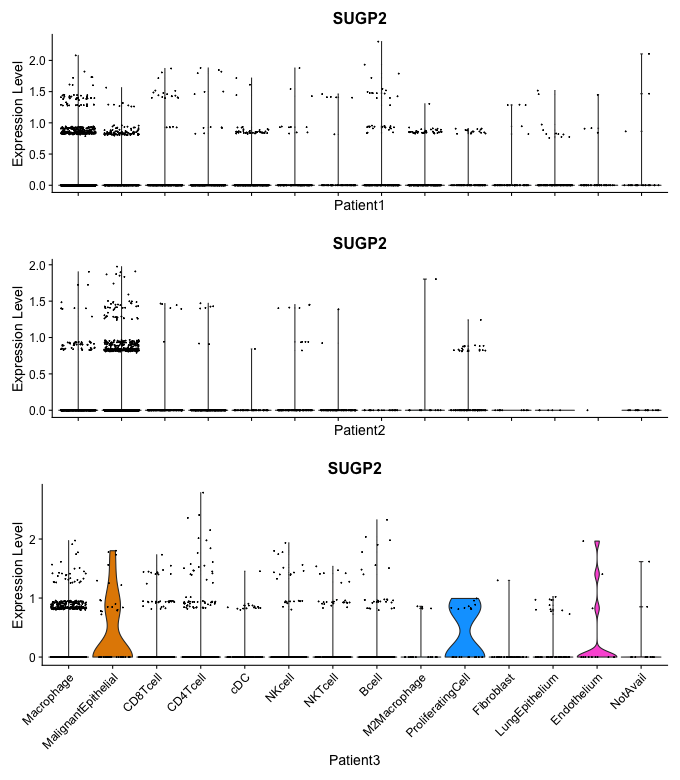 SUGP2
Expression Level
2.0
1.5
1.0
0.5
0.0
Patient1
SUGP2
Expression Level
2.0
1.5
1.0
0.5
0.0
Patient2
SUGP2
Expression Level
2
1
0
Macrophage
MalignantEpithelial
CD8Tcell
CD4Tcell
cDC
NKcell
NKTcell
Bcell
M2Macrophage
ProliferatingCell
Fibroblast
LungEpithelium
Endothelium
NotAvail
Patient3